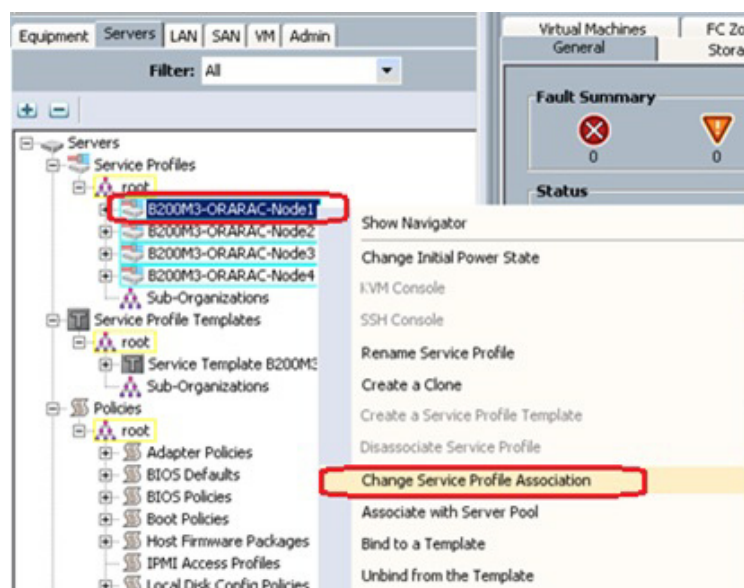 Equipment Servers LAN SAN VM Admin
Filter: All
Servers
Service Profiles
root
B200M3-ORARAC-Node1
B200M3-ORARAC-Node2
B200M3-ORARAC-Node3
B200M3-ORARAC-Node4
Sub-Organizations
Service Profile Templates
root
Service Template B200M3
Sub-Organizations
Policies
root
Adapter Policies
BIOS Defaults
BIOS Policies
Boot Policies
Host Firmware Packages
IPMI Access Profiles
Local Disk Config Policies
Virtual Machines FC Zo
General Stora
Fault Summary
0 0
Status
Show Navigator
Change Initial Power State
KVM Console
SSH Console
Rename Service Profile
Create a Clone
Create a Service Profile Template
Disassociate Service Profile
Change Service Profile Association
Associate with Server Pool
Bind to a Template
Unbind from the Template